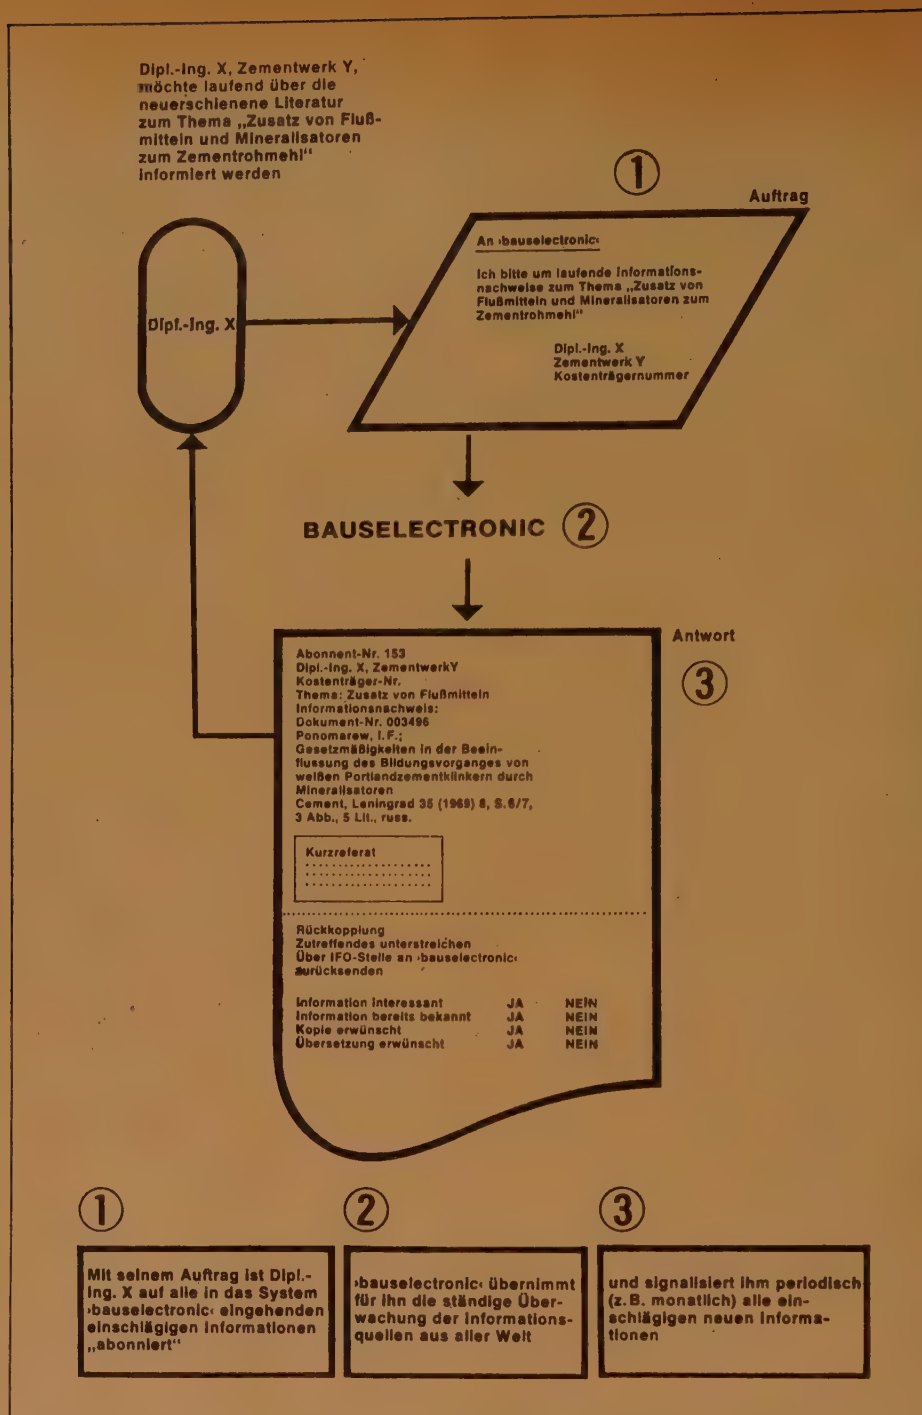 Dipl.-Ing. X, Zementwerk Y,
möchte laufend über die
neuerschienene Literatur
zum Thema „Zusatz von Fluß-
mitteln und Mineralisatoren
zum Zementrohmehl“
informiert werden
Dipl.-Ing. X
①
Auftrag
An ›bauselectronic‹
Ich bitte um laufende Informations-
nachweise zum Thema „Zusatz von
Flußmitteln und Mineralisatoren zum
Zementrohmehl“
Dipl.-Ing. X
Zementwerk Y
Kostenträgernummer
BAUSELECTRONIC ②
Antwort
③
Abonnent-Nr. 153
Dipl.-Ing. X, ZementwerkY
Kostenträger-Nr.
Thema: Zusatz von Flußmitteln
Informationsnachweis:
Dokument-Nr. 003496
Ponomarew, I.F.;
Gesetzmäßigkeiten in der Beein-
flussung des Bildungsvorganges von
weißen Portlandzementklinkern durch
Mineralisatoren
Cement, Leningrad 35 (1969) 6, S.6/7,
3 Abb., 5 Lit., russ.
Kurzreferat
Rückkopplung
Zutreffendes unterstreichen
Über IFO-Stelle an ›bauselectronic‹
zurücksenden
Information interessant JA NEIN
Information bereits bekannt JA NEIN
Kopie erwünscht JA NEIN
Übersetzung erwünscht JA NEIN
①
Mit seinem Auftrag ist Dipl.-
Ing. X auf alle in das System
›bauselectronic‹ eingehenden
einschlägigen Informationen
„abonniert“
②
›bauselectronic‹ übernimmt
für ihn die ständige Über-
wachung der Informations-
quellen aus aller Welt
③
und signalisiert ihm periodisch
(z.B. monatlich) alle ein-
schlägigen neuen Informa-
tionen